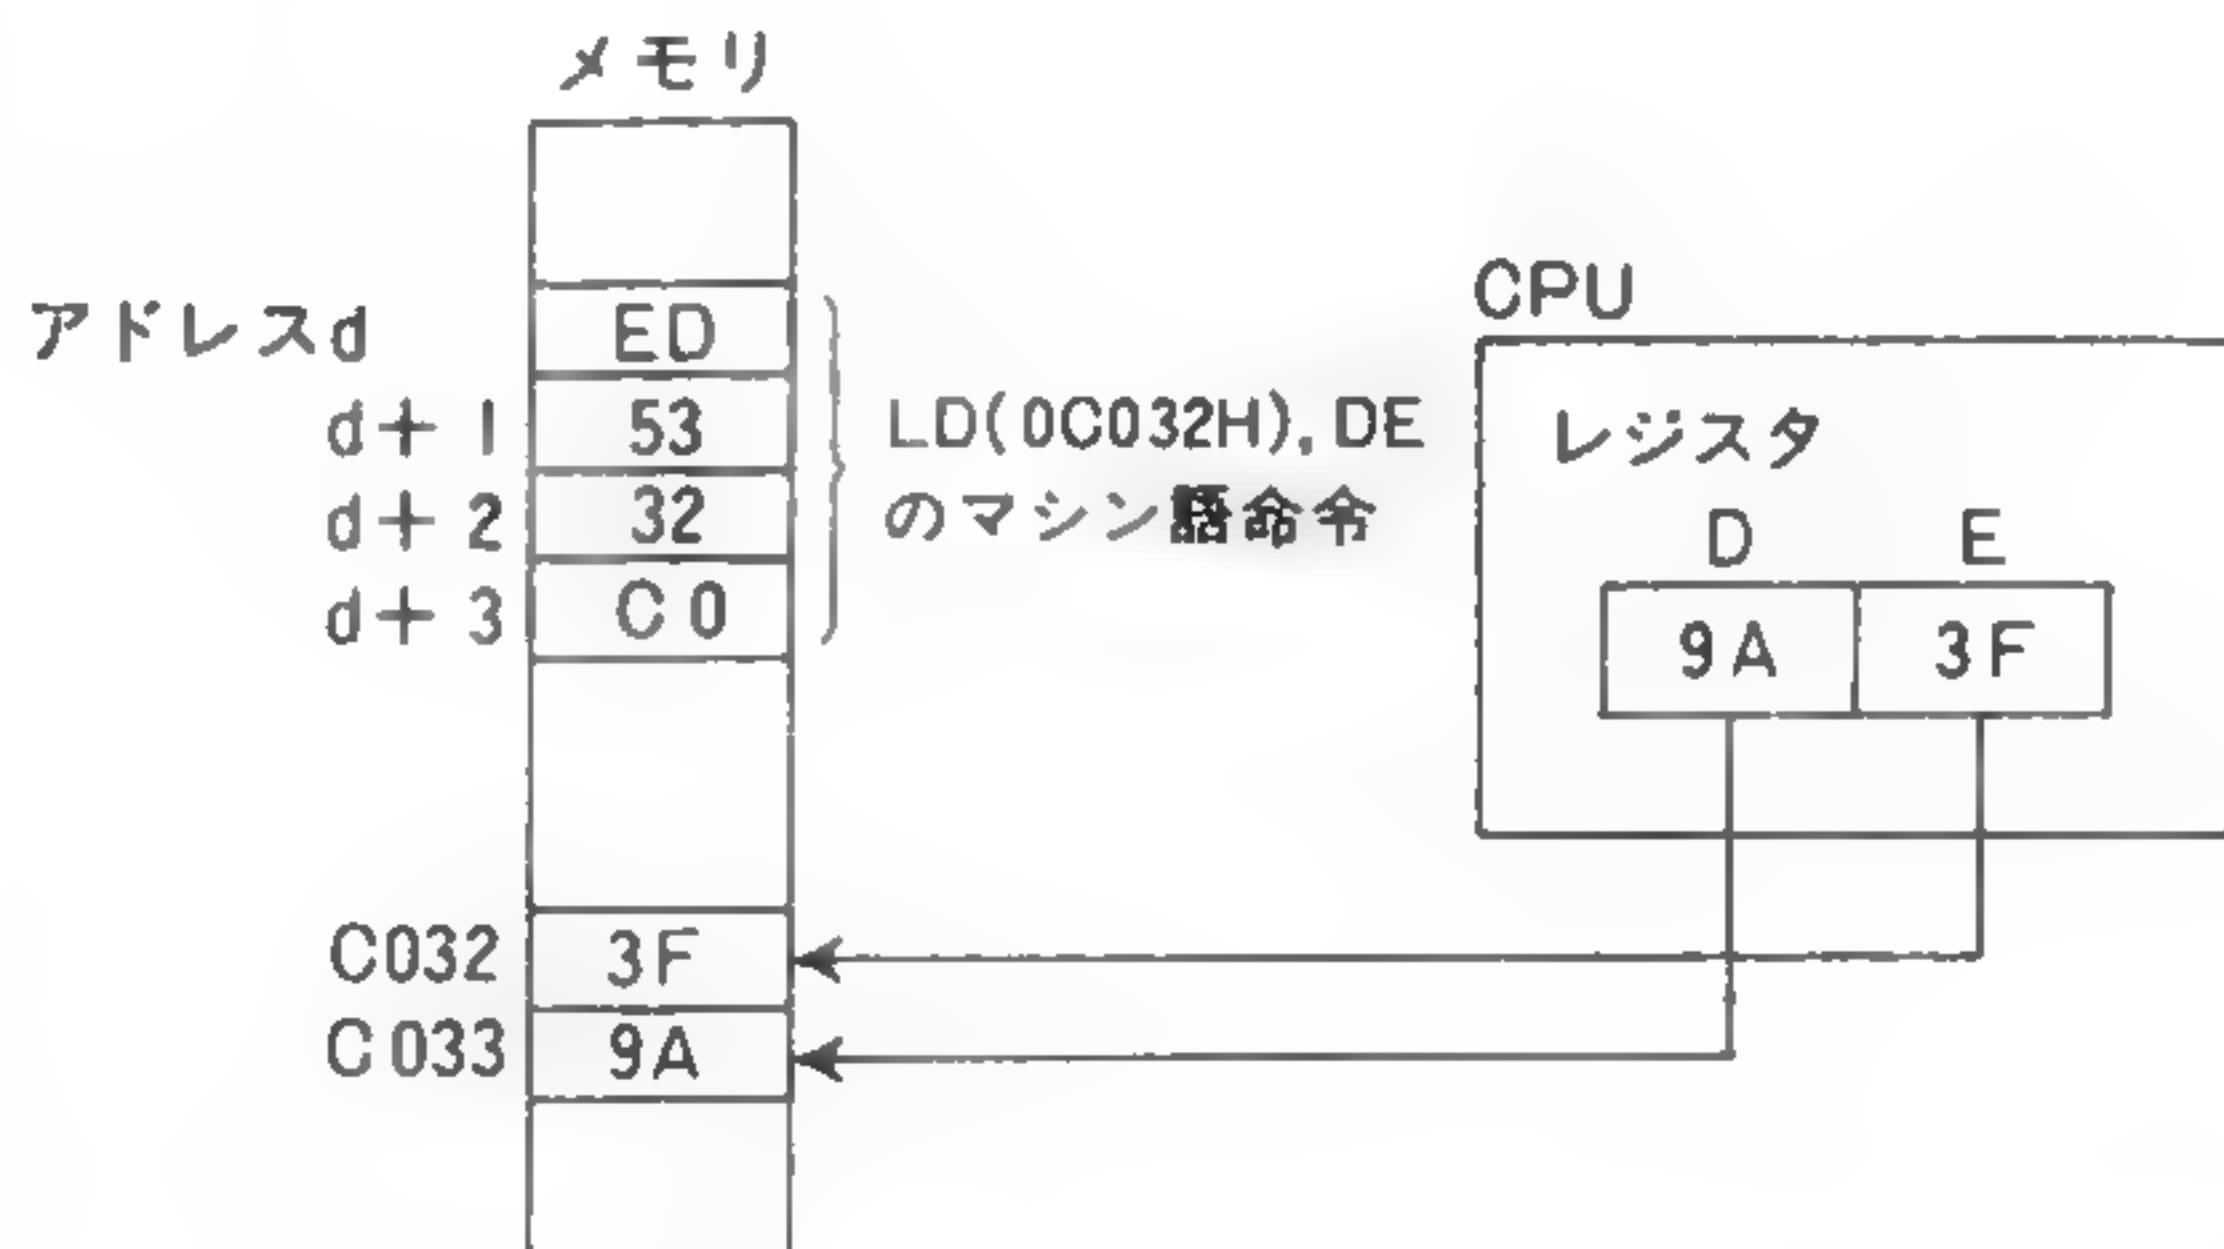 メモリ
アドレスd
ED
d+1
53
d+2
32
d+3
C0
LD(0C032H), DE
のマシン語命令
CPU
レジスタ
D E
9A 3F
C032
3F
C033
9A